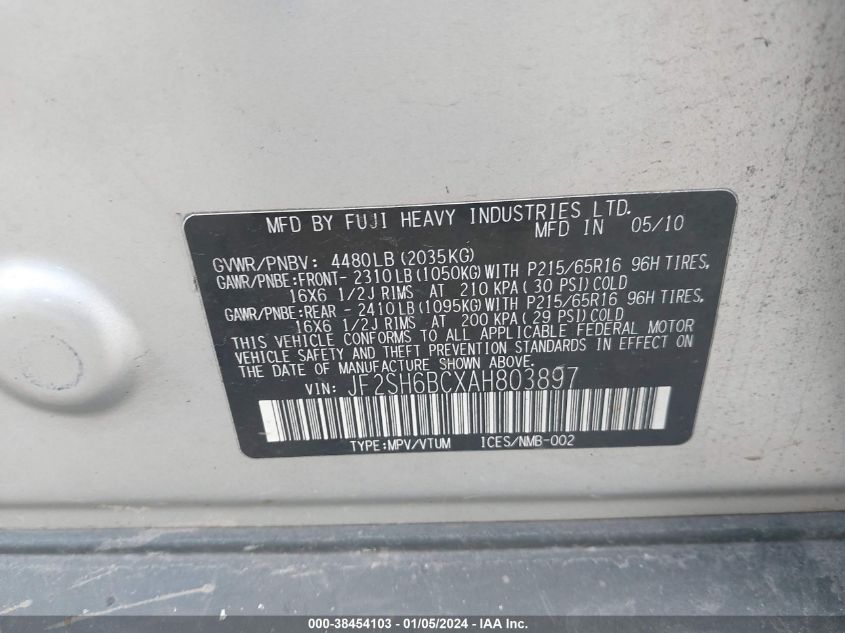 MFD BY FUJI HEAVY INDUSTRIES LTD.
MFD IN 05/10
GVWR/PNBV: 4480LB(2035KG)
GAWR/PNBE:FRONT- 2310LB(1050KG)WITH P215/65R16 96H TIRES,
16X6 1/2J RIMS AT 210 KPA( 30 PSI)COLD
GAWR/PNBE:REAR - 2410LB(1095KG)WITH P215/65R16 96H TIRES,
16X6 1/2J RIMS AT 200 KPA( 29 PSI)COLD
THIS VEHICLE CONFORMS TO ALL APPLICABLE FEDERAL MOTOR
VEHICLE SAFETY AND THEFT PREVENTION STANDARDS IN EFFECT ON
THE DATE OF MANUFACTURE SHOWN ABOVE.
VIN: JF2SH6BCXAH803897
TYPE:MPV/VTUM 1CES/NMB-002
000-38454103 - 01/05/2024 - IAAI.COM